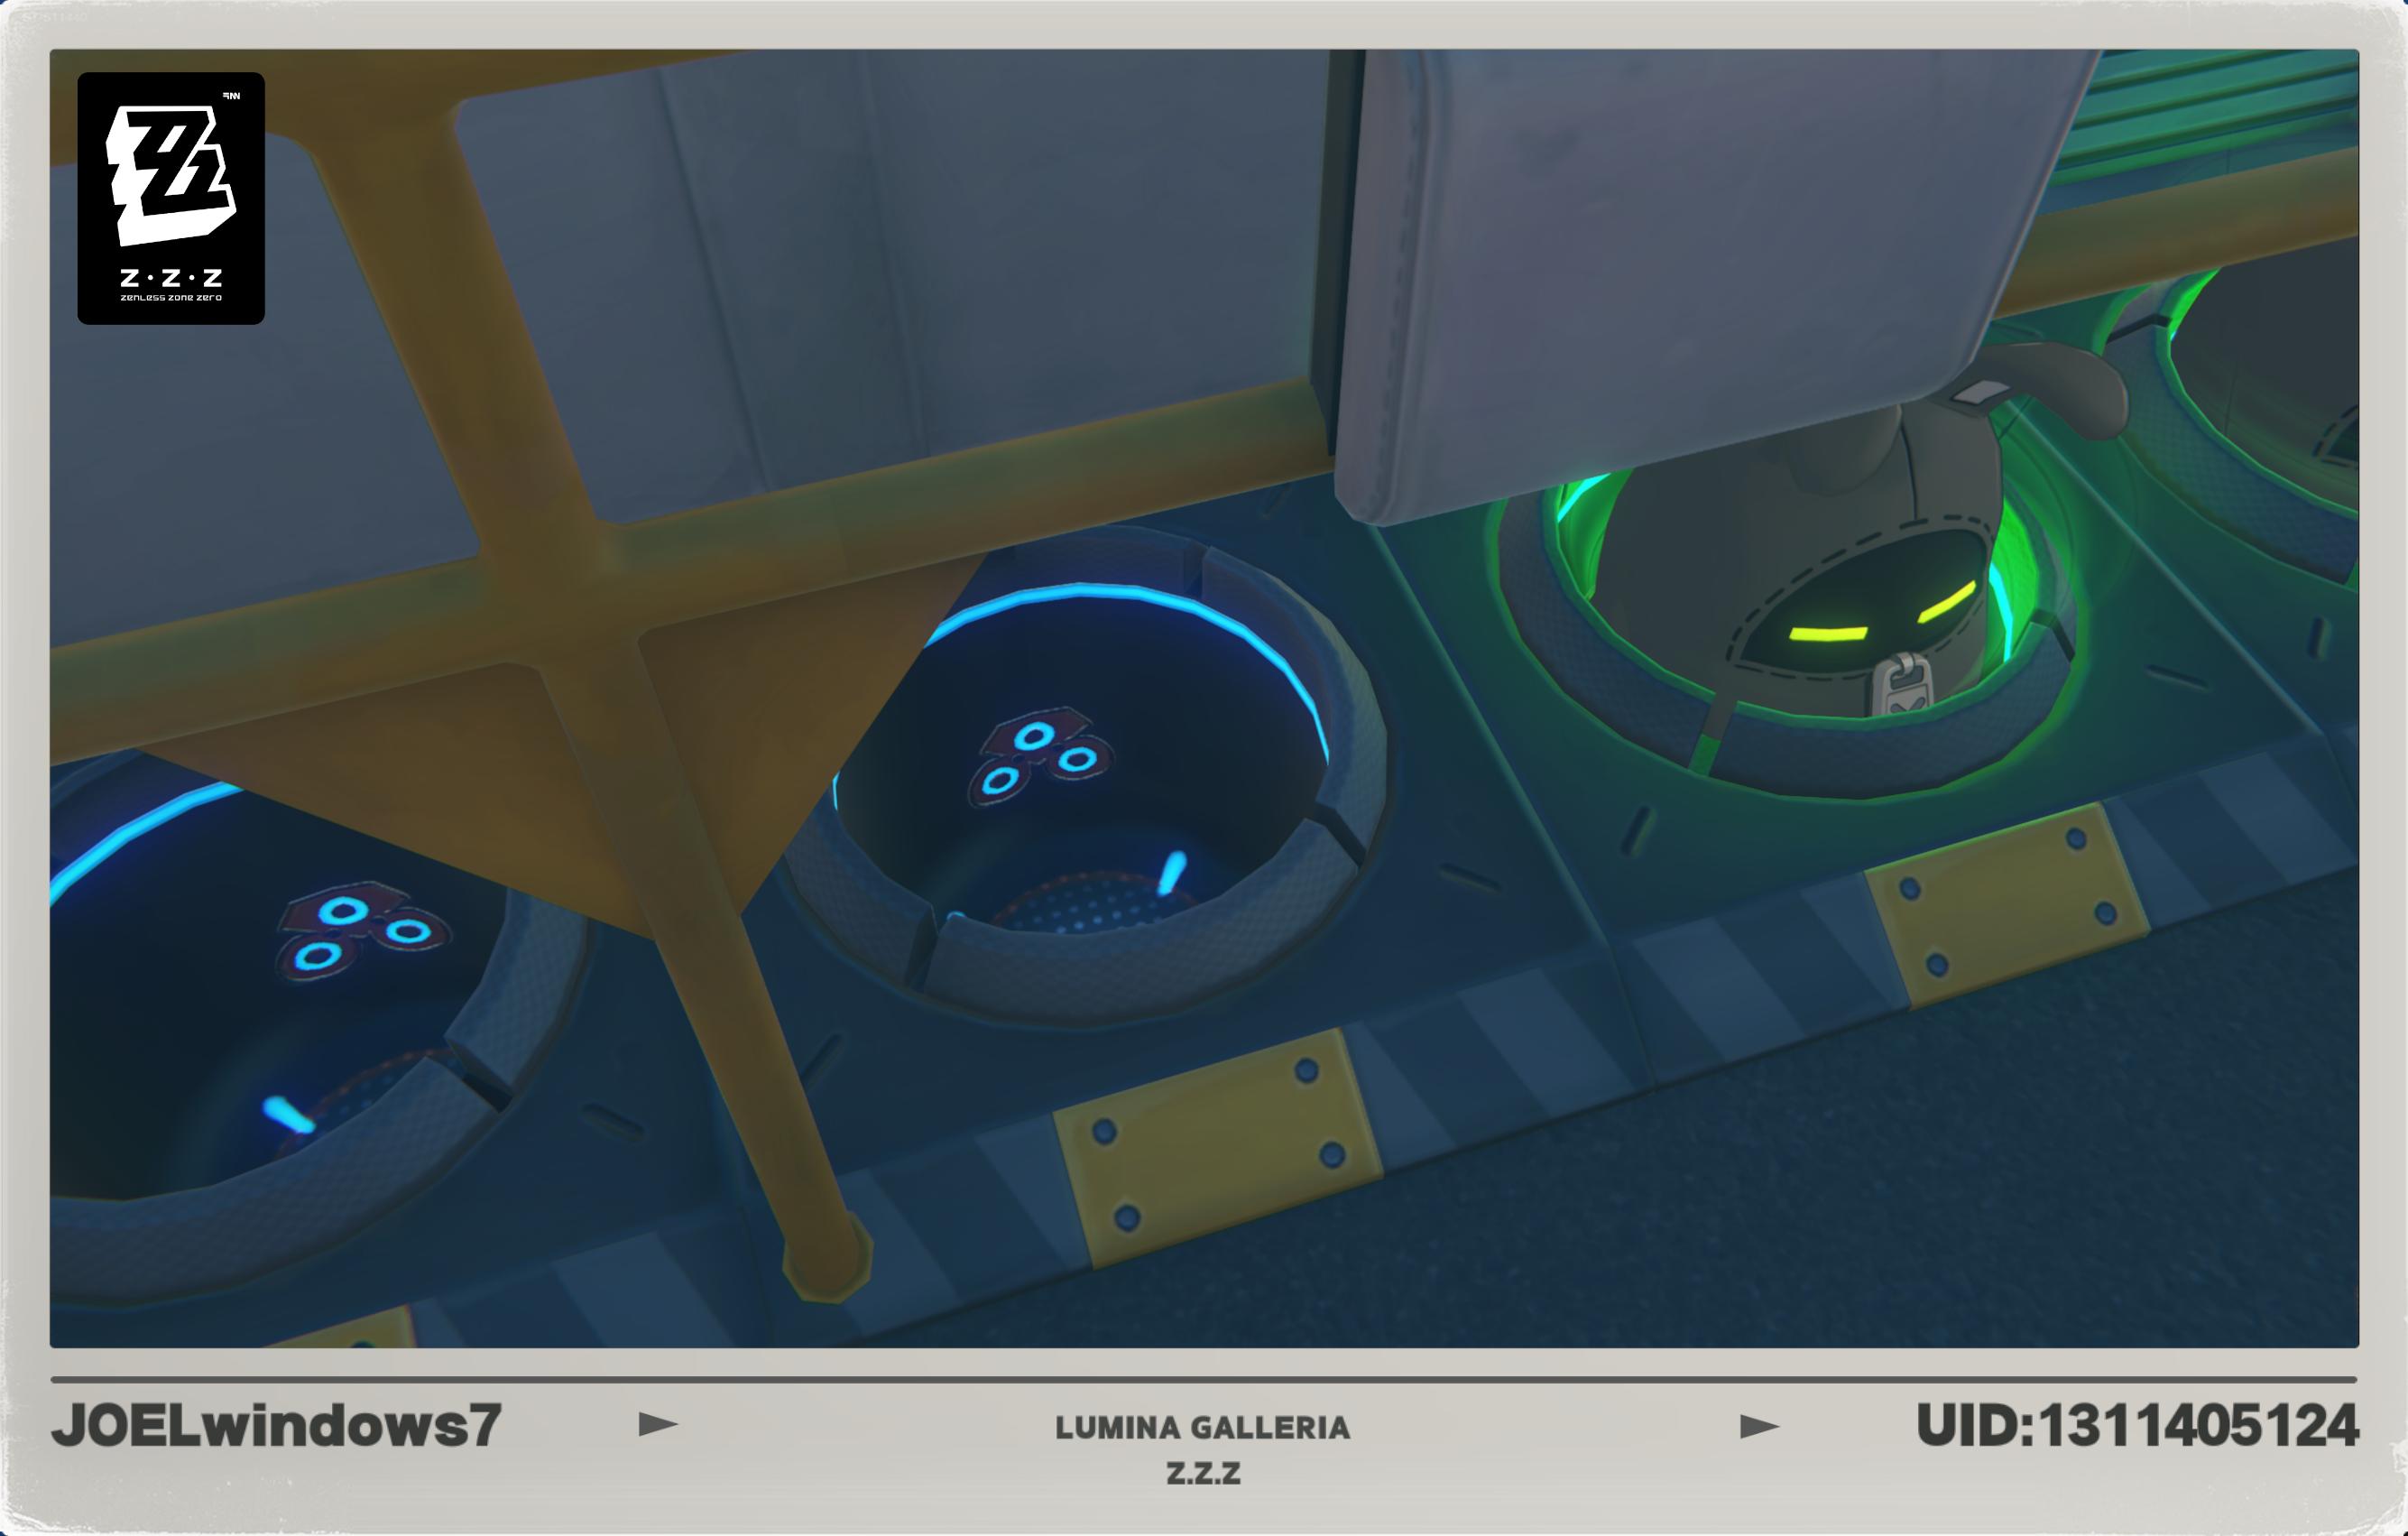 Z·Z·Z
ZENLESS ZONE ZERO
JOELwindows7
LUMINA GALLERIA
Z.Z.Z
UID:1311405124